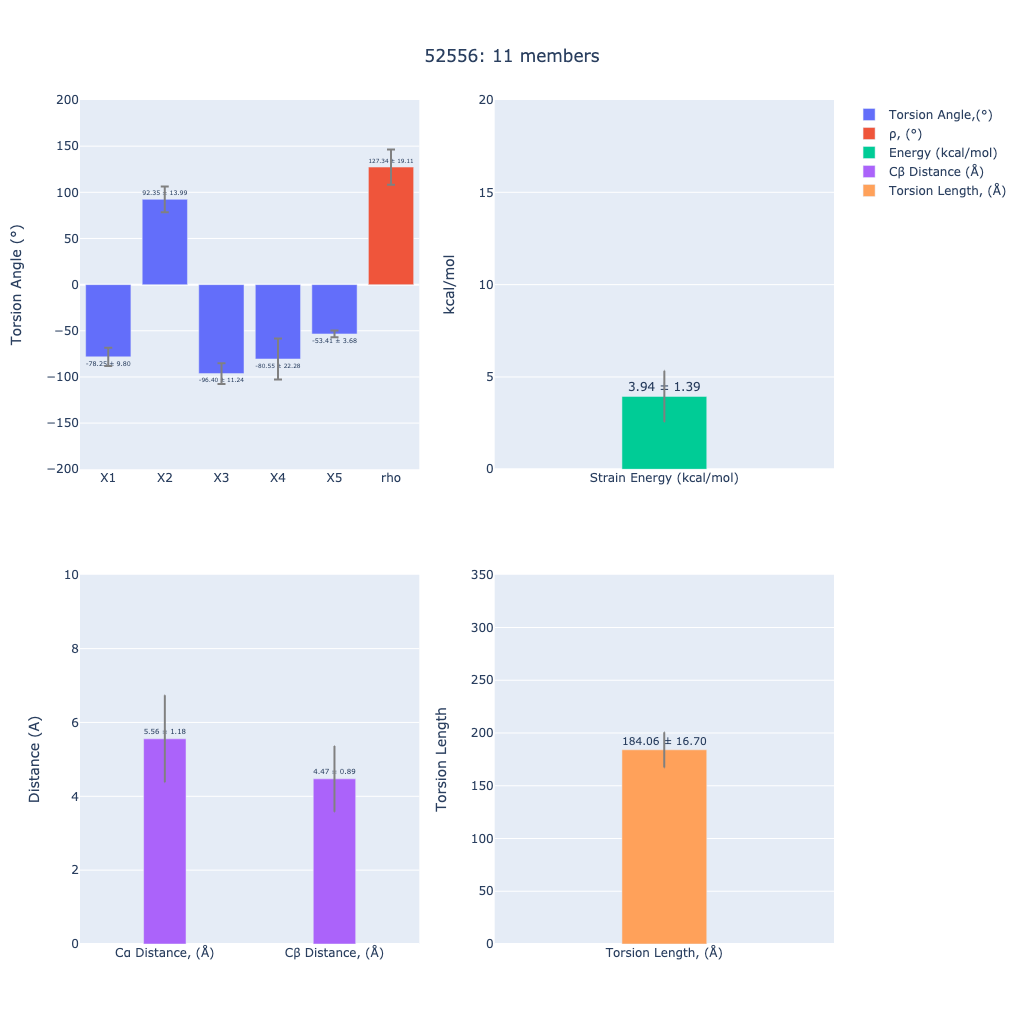 52556: 11 members
Torsion Angle (°)
200
150
100
50
0
−50
−100
−150
−200
-78.25 ± 9.80
92.35 ± 13.99
-96.40 ± 11.24
-80.55 ± 22.28
-53.41 ± 3.68
127.34 ± 19.11
X1
X2
X3
X4
X5
rho
kcal/mol
20
15
10
5
0
3.94 ± 1.39
Strain Energy (kcal/mol)
Torsion Angle,(°)
ρ, (°)
Energy (kcal/mol)
Cβ Distance (Å)
Torsion Length, (Å)
Distance (A)
10
8
6
4
2
0
5.56 ± 1.18
4.47 ± 0.89
Cα Distance, (Å)
Cβ Distance, (Å)
Torsion Length
350
300
250
200
150
100
50
0
184.06 ± 16.70
Torsion Length, (Å)